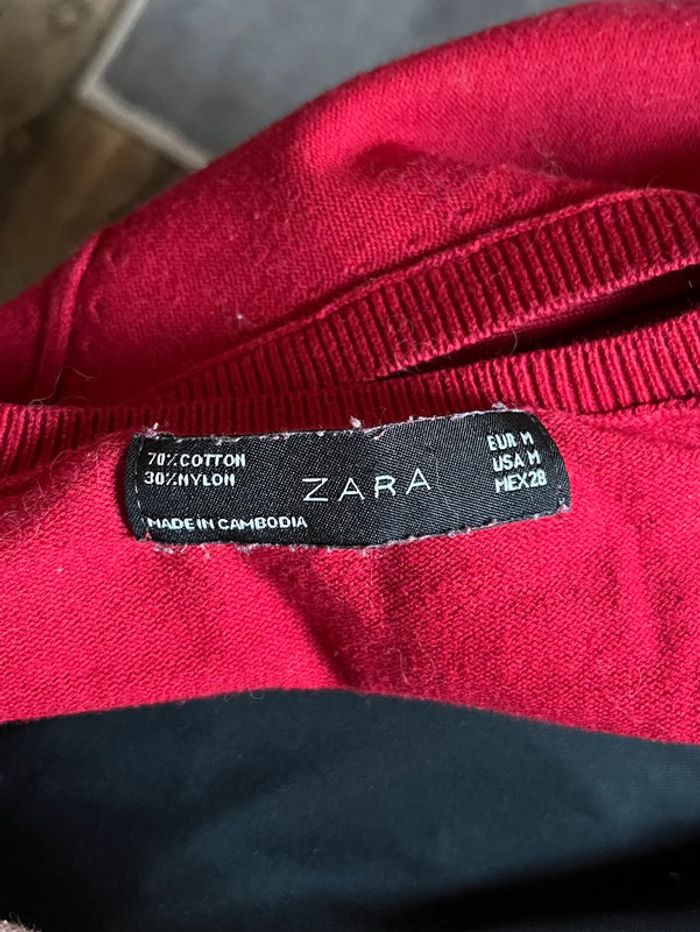 70%COTTON
30%NYLON
MADE IN CAMBODIA
ZARA
EUR M
USA M
MEX28